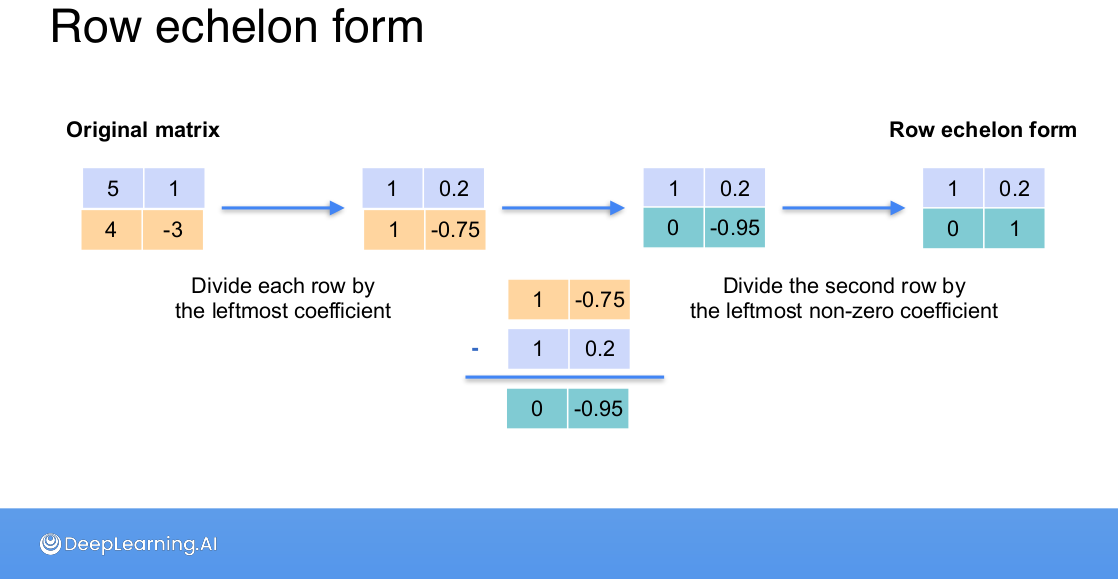 Row echelon form
Original matrix
Row echelon form
5 1
4 -3
1 0.2
1 -0.75
1 0.2
0 -0.95
1 0.2
0 1
Divide each row by
the leftmost coefficient
1 -0.75
- 1 0.2
0 -0.95
Divide the second row by
the leftmost non-zero coefficient
DeepLearning.AI